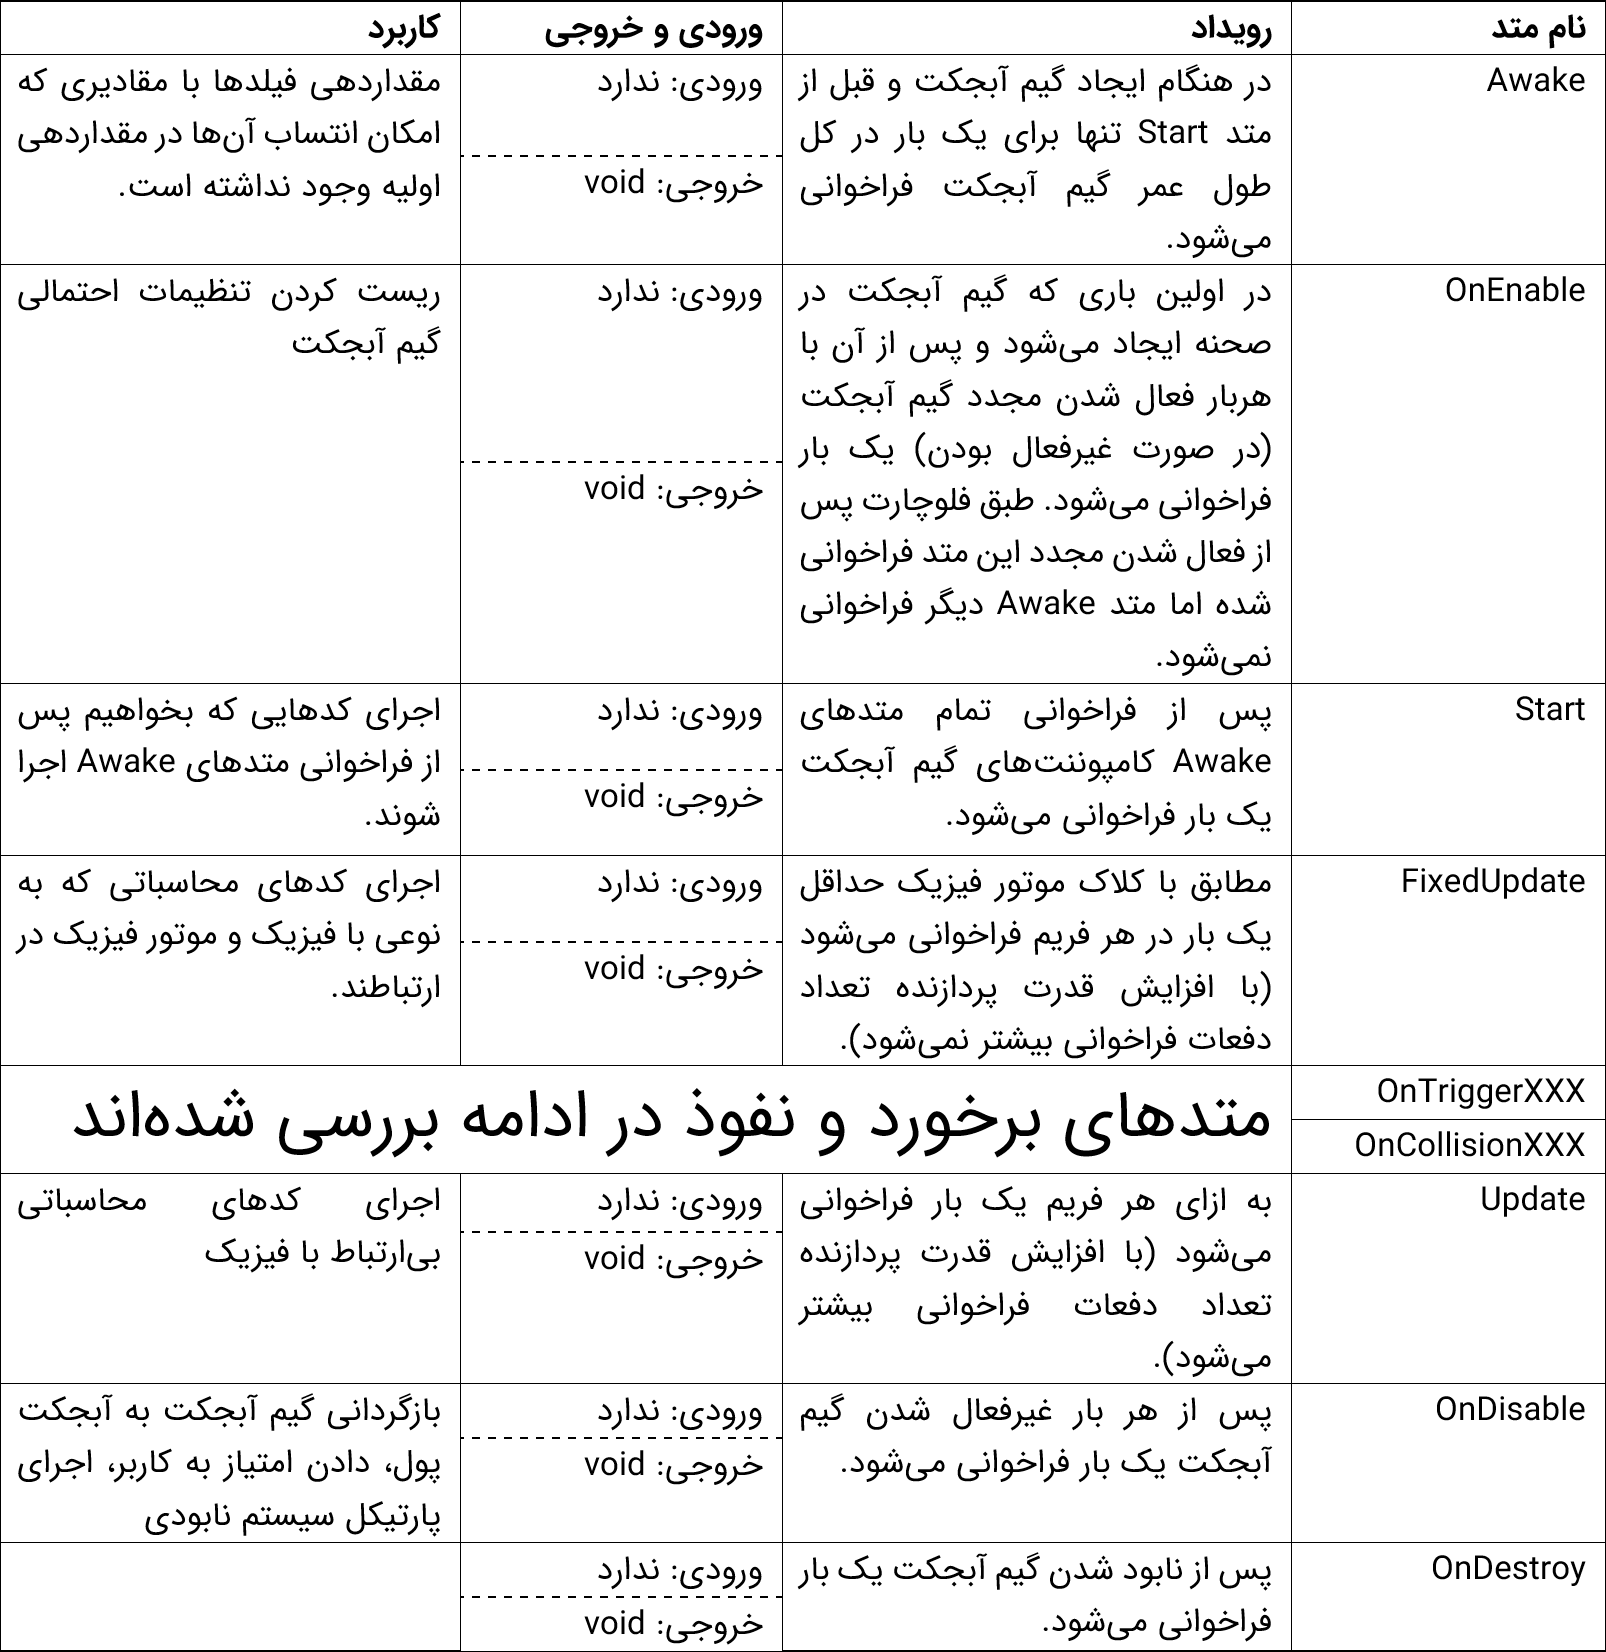 نام متد
رویداد
ورودی و خروجی
کاربرد
Awake
در هنگام ایجاد گیم آبجکت و قبل از
متد Start تنها برای یک بار در کل
طول عمر گیم آبجکت فراخوانی
می‌شود.
ورودی: ندارد
خروجی: void
مقداردهی فیلدها با مقادیری که
امکان انتساب آن‌ها در مقداردهی
اولیه وجود نداشته است.
OnEnable
در اولین باری که گیم آبجکت در
صحنه ایجاد می‌شود و پس از آن با
هربار فعال شدن مجدد گیم آبجکت
(در صورت غیرفعال بودن) یک بار
فراخوانی می‌شود. طبق فلوچارت پس
از فعال شدن مجدد این متد فراخوانی
شده اما متد Awake دیگر فراخوانی
نمی‌شود.
ورودی: ندارد
خروجی: void
ریست کردن تنظیمات احتمالی
گیم آبجکت
Start
پس از فراخوانی تمام متدهای
Awake کامپوننت‌های گیم آبجکت
یک بار فراخوانی می‌شود.
ورودی: ندارد
خروجی: void
اجرای کدهایی که بخواهیم پس
از فراخوانی متدهای Awake اجرا
شوند.
FixedUpdate
مطابق با کلاک موتور فیزیک حداقل
یک بار در هر فریم فراخوانی می‌شود
(با افزایش قدرت پردازنده تعداد
دفعات فراخوانی بیشتر نمی‌شود).
ورودی: ندارد
خروجی: void
اجرای کدهای محاسباتی که به
نوعی با فیزیک و موتور فیزیک در
ارتباطند.
OnTriggerXXX
OnCollisionXXX
متدهای برخورد و نفوذ در ادامه بررسی شده‌اند
Update
به ازای هر فریم یک بار فراخوانی
می‌شود (با افزایش قدرت پردازنده
تعداد دفعات فراخوانی بیشتر
می‌شود).
ورودی: ندارد
خروجی: void
اجرای کدهای محاسباتی
بی‌ارتباط با فیزیک
OnDisable
پس از هر بار غیرفعال شدن گیم
آبجکت یک بار فراخوانی می‌شود.
ورودی: ندارد
خروجی: void
بازگردانی گیم آبجکت به آبجکت
پول، دادن امتیاز به کاربر، اجرای
پارتیکل سیستم نابودی
OnDestroy
پس از نابود شدن گیم آبجکت یک بار
فراخوانی می‌شود.
ورودی: ندارد
خروجی: void